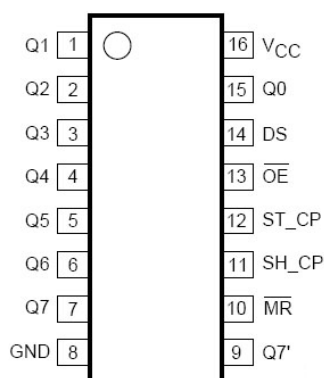 Q1 1 16 VCC
Q2 2 15 Q0
Q3 3 14 DS
Q4 4 13 OE
Q5 5 12 ST_CP
Q6 6 11 SH_CP
Q7 7 10 MR
GND 8 9 Q7'